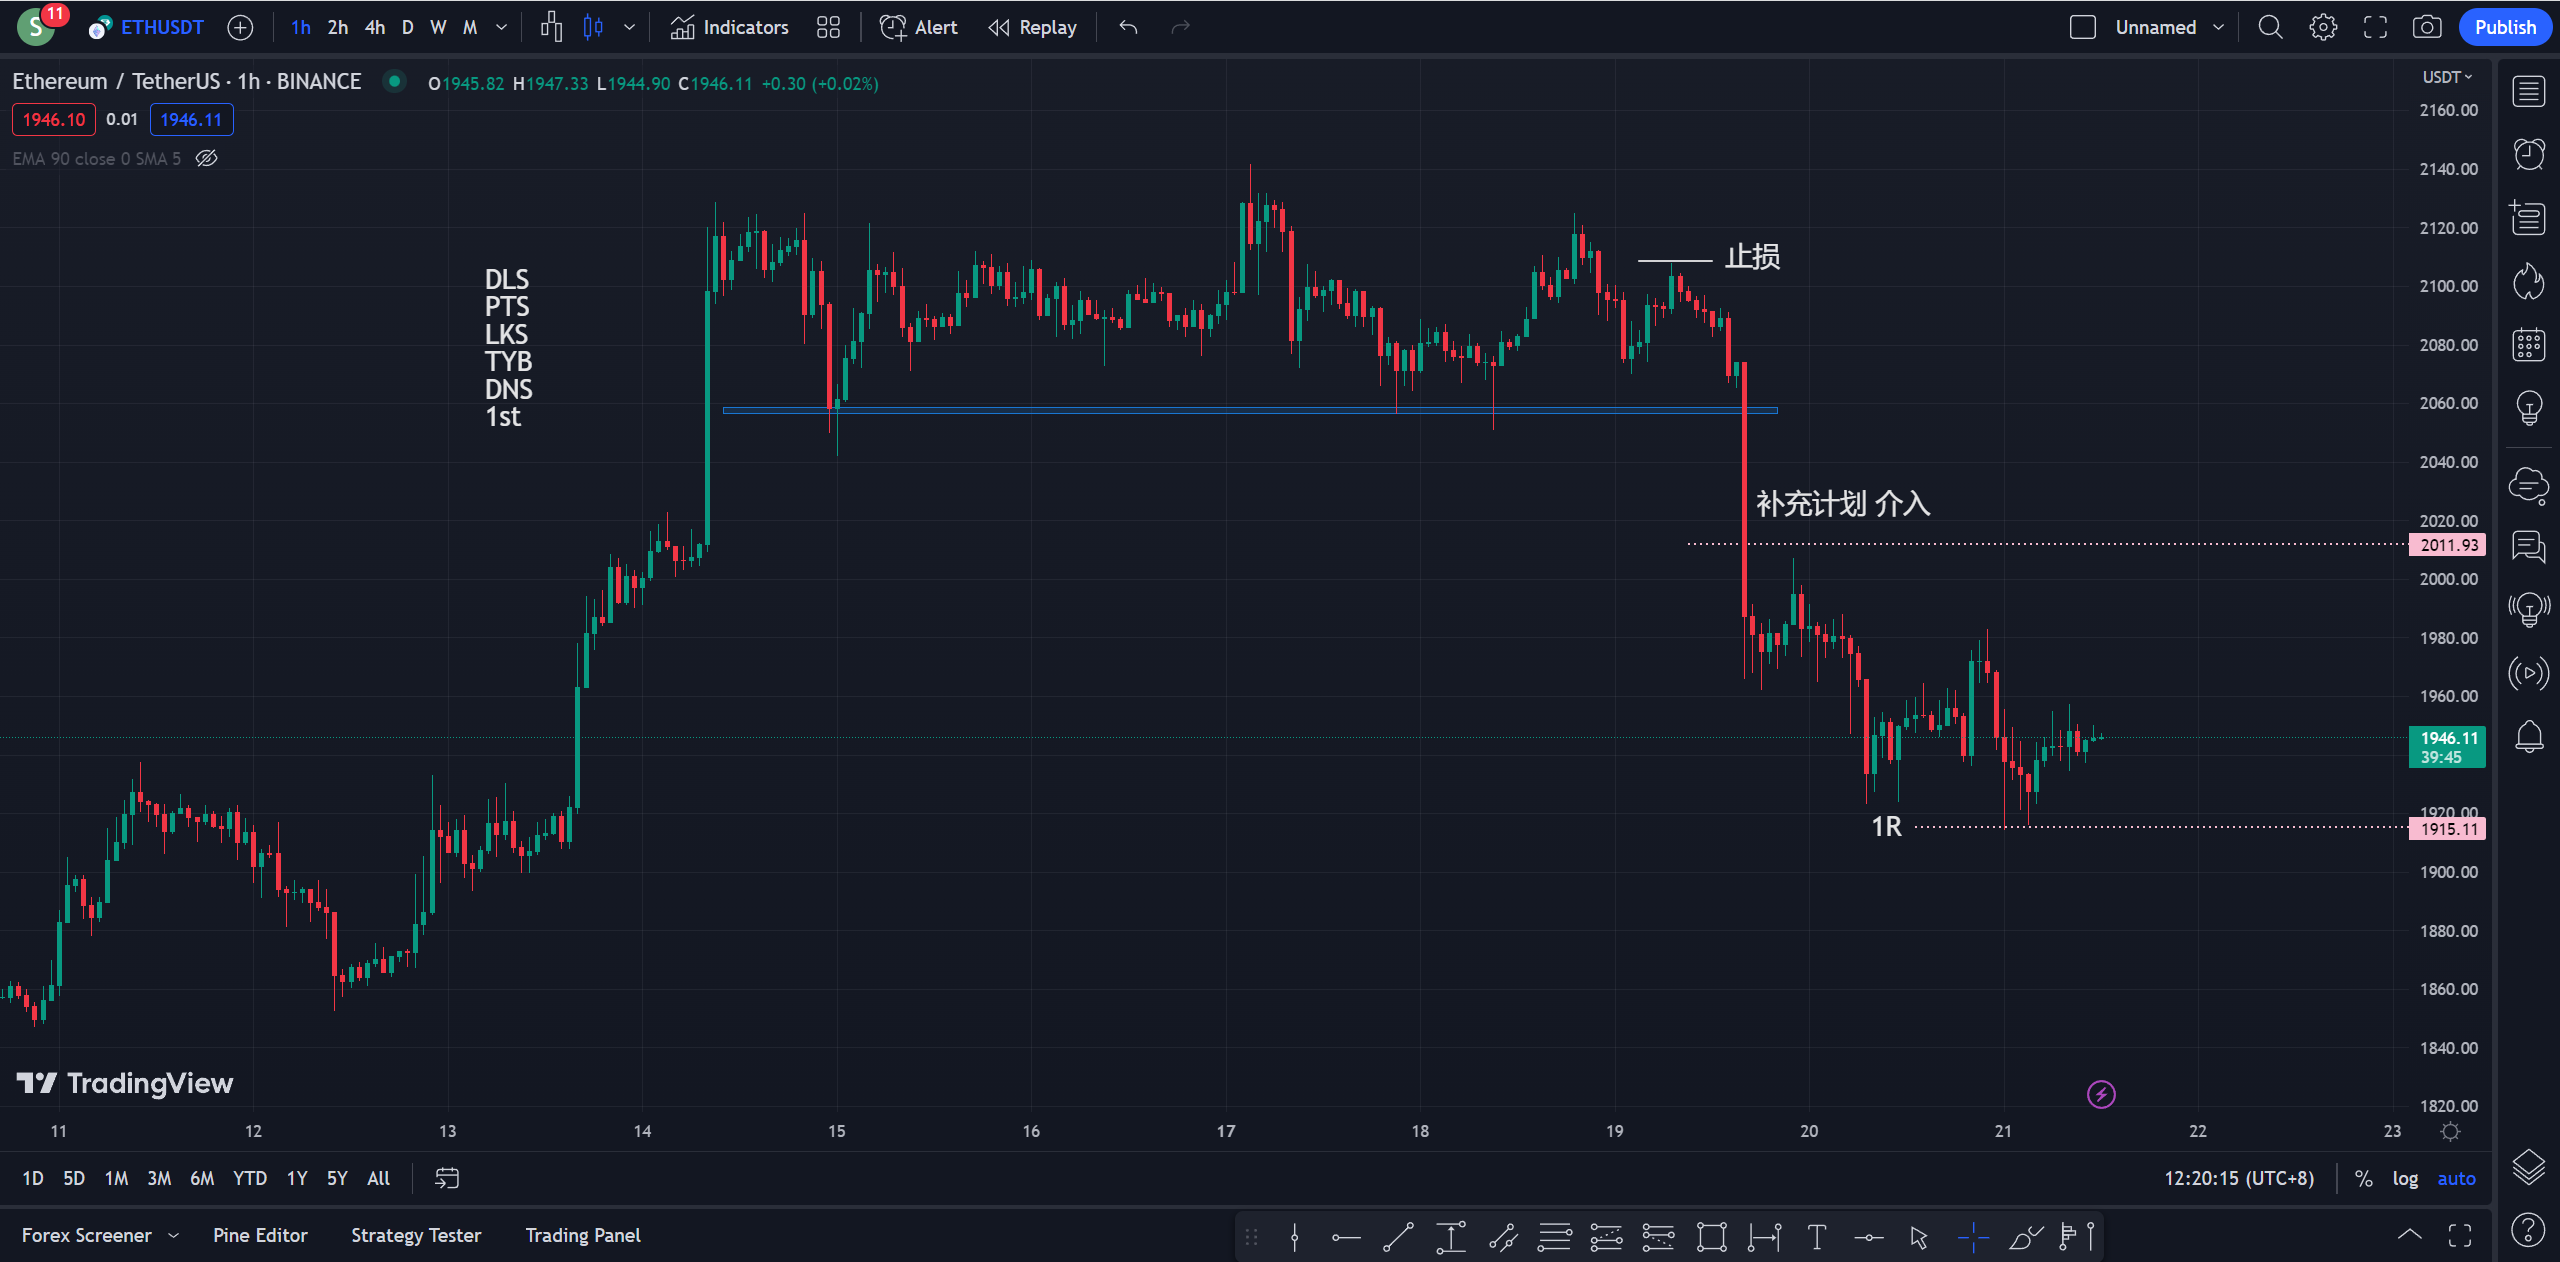 S 11 ETHUSDT 1h 2h 4h D W M Indicators Alert Replay Unnamed Publish
Ethereum / TetherUS · 1h · BINANCE O1945.82 H1947.33 L1944.90 C1946.11 +0.30 (+0.02%)
1946.10 0.01 1946.11
EMA 90 close 0 SMA 5
USDT
2160.00
2140.00
2120.00
2100.00
2080.00
2060.00
2040.00
2020.00
2011.93
2000.00
1980.00
1960.00
1946.11
39:45
1920.00
1915.11
1900.00
1880.00
1860.00
1840.00
1820.00
止损
DLS
PTS
LKS
TYB
DNS
1st
补充计划 介入
1R
TradingView
11 12 13 14 15 16 17 18 19 20 21 22 23
1D 5D 1M 3M 6M YTD 1Y 5Y All 12:20:15 (UTC+8) % log auto
Forex Screener Pine Editor Strategy Tester Trading Panel